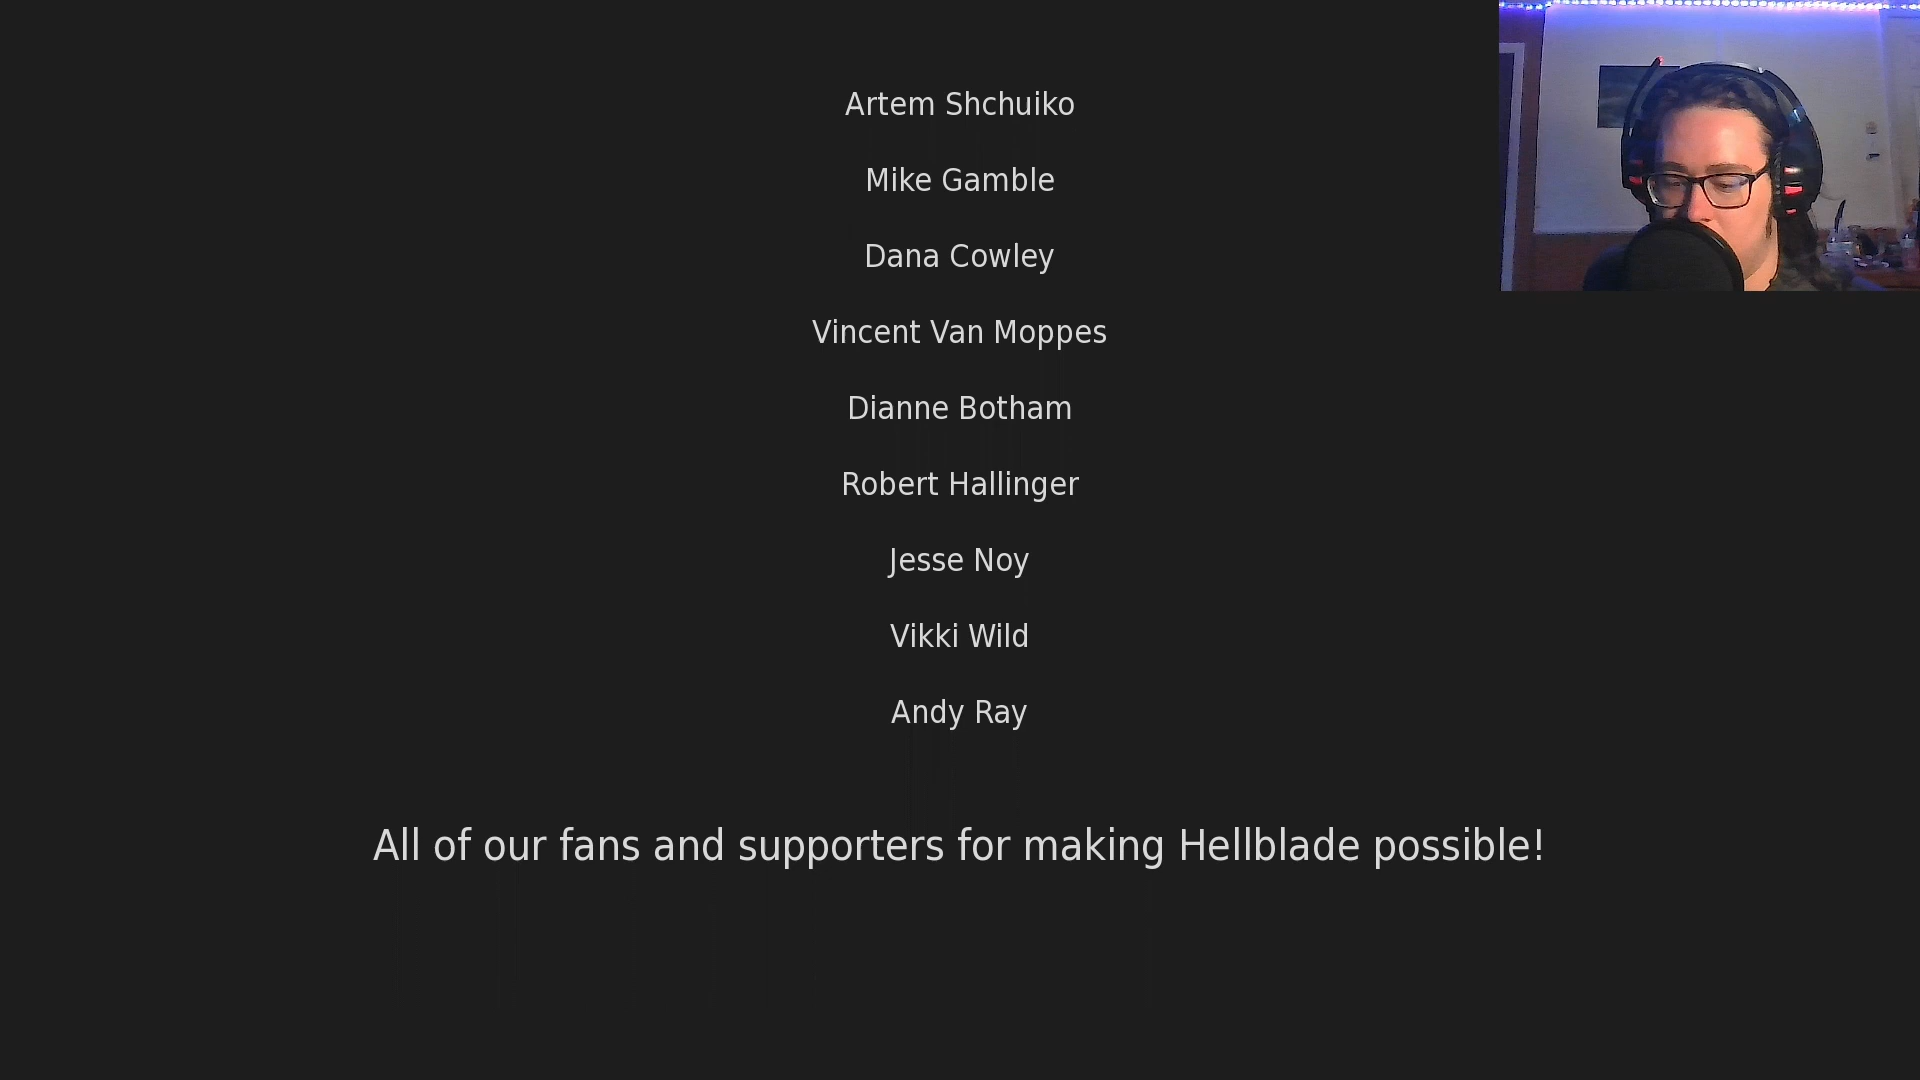 Artem Shchuiko
Mike Gamble
Dana Cowley
Vincent Van Moppes
Dianne Botham
Robert Hallinger
Jesse Noy
Vikki Wild
Andy Ray
All of our fans and supporters for making Hellblade possible!